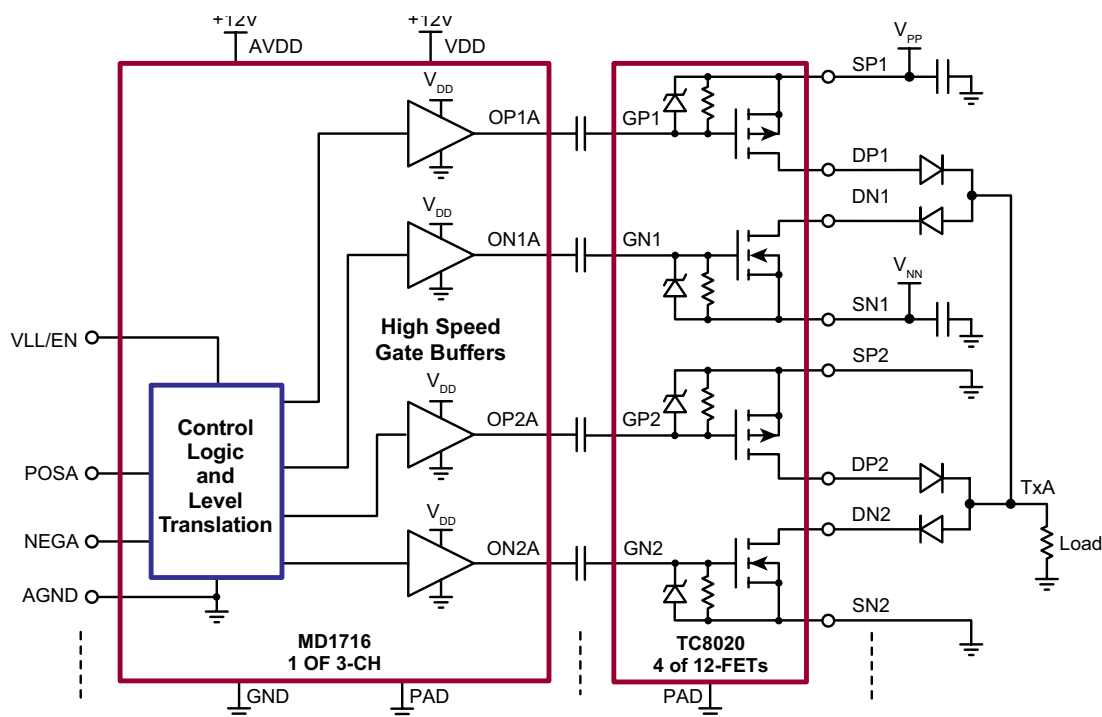 +12V
AVDD
+12V
VDD
VPP
SP1
VDD
OP1A
GP1
DP1
DN1
VDD
ON1A
GN1
VNN
SN1
High Speed
Gate Buffers
VLL/EN
SP2
VDD
OP2A
GP2
Control
Logic
and
Level
Translation
POSA
DP2
TxA
VDD
DN2
NEGA
ON2A
GN2
Load
AGND
SN2
MD1716
1 OF 3-CH
TC8020
4 of 12-FETs
GND
PAD
PAD